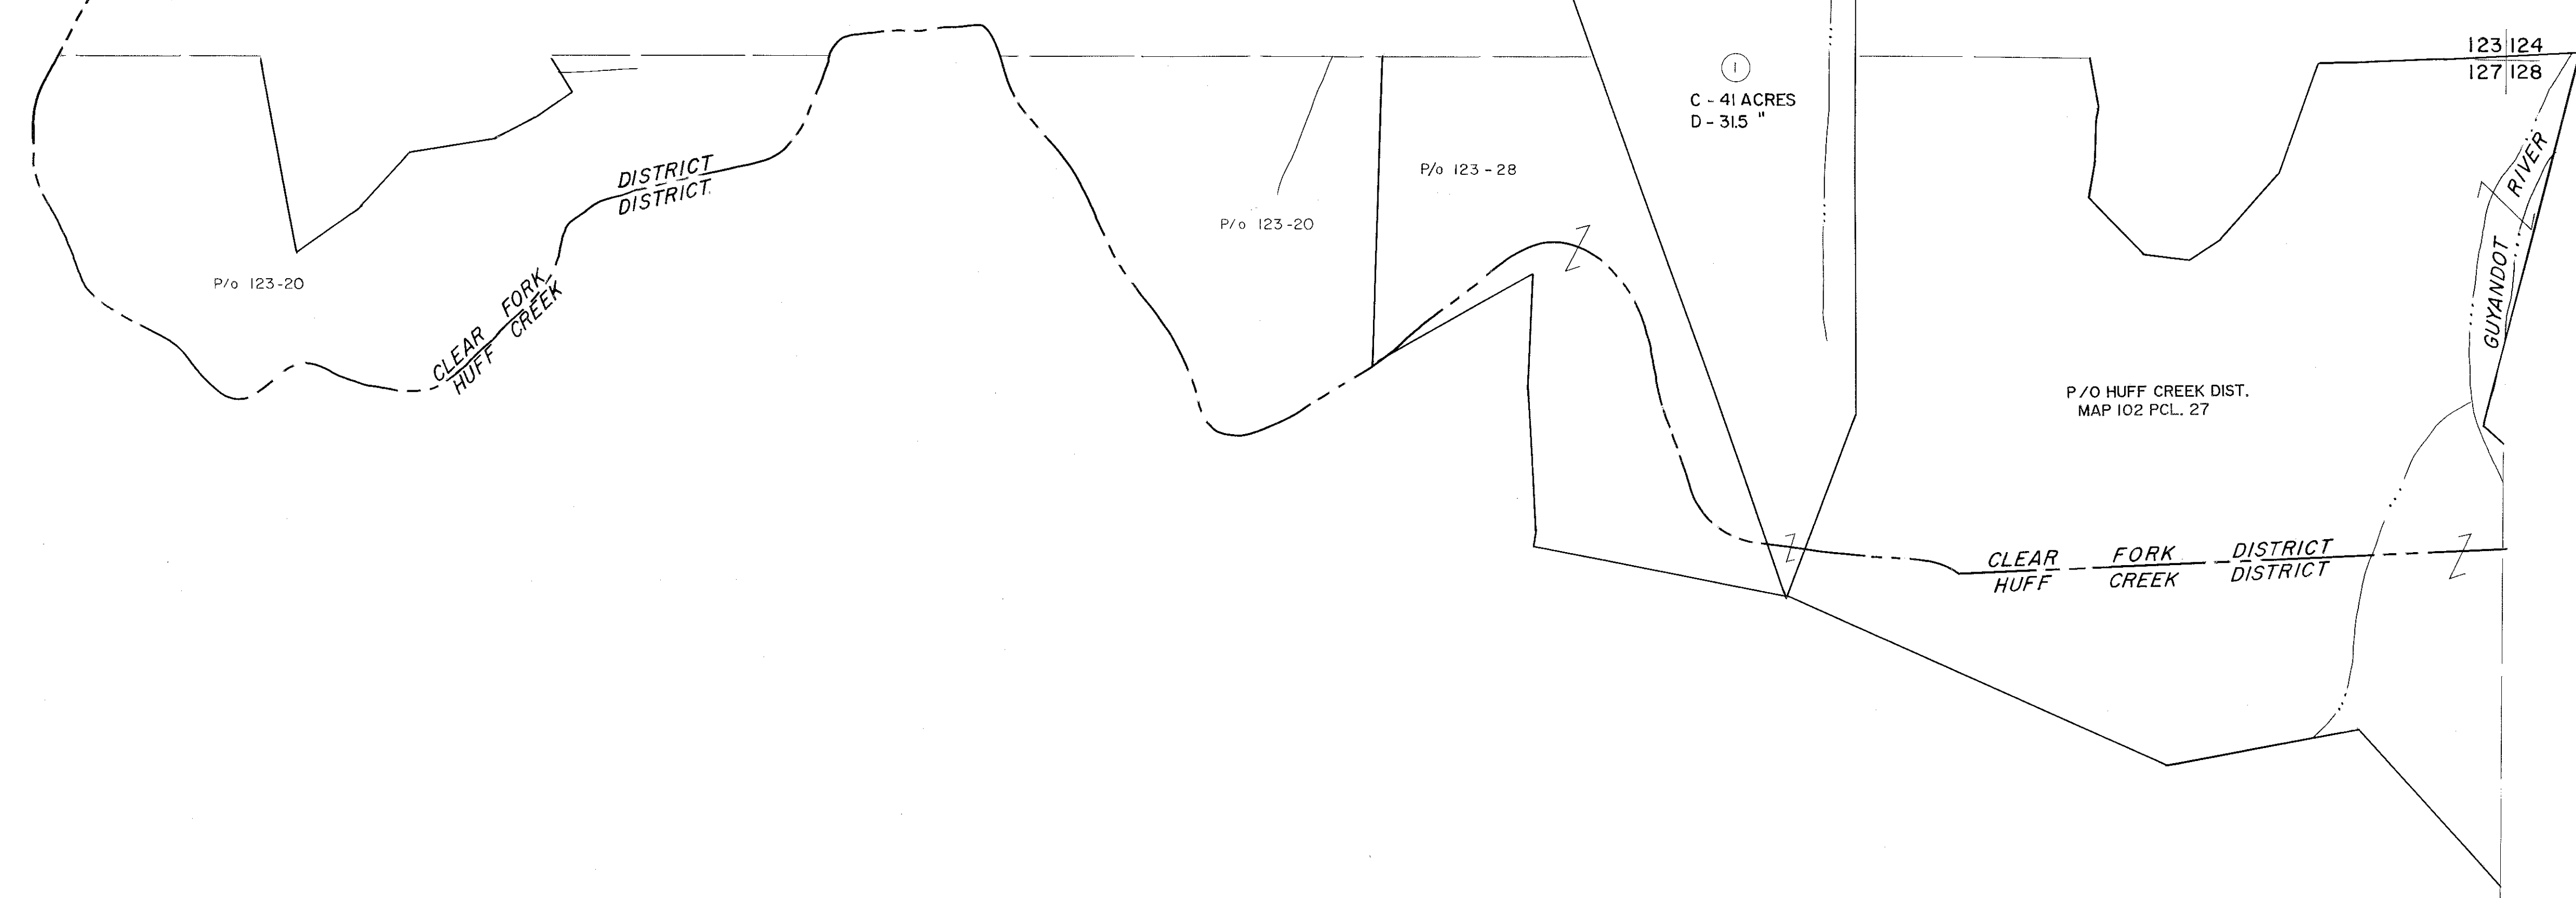 123 124
127 128
1
C - 41 ACRES
D - 31.5 "
P/o 123 - 28
P/o 123 - 20
P/o 123 - 20
DISTRICT
DISTRICT
CLEAR FORK
HUFF CREEK
GUYANDOT RIVER
P/O HUFF CREEK DIST.
MAP 102 PCL. 27
CLEAR FORK DISTRICT
HUFF CREEK DISTRICT